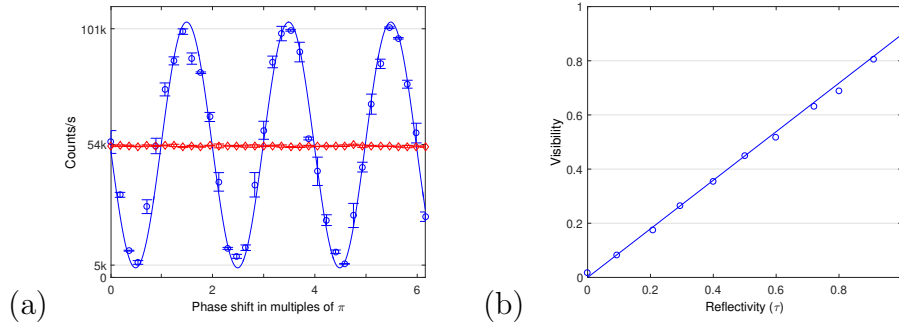 (a)
Counts/s
101k
54k
5k
0
0 2 4 6
Phase shift in multiples of π
(b)
Visibility
1
0.8
0.6
0.4
0.2
0
0 0.2 0.4 0.6 0.8
Reflectivity (τ)